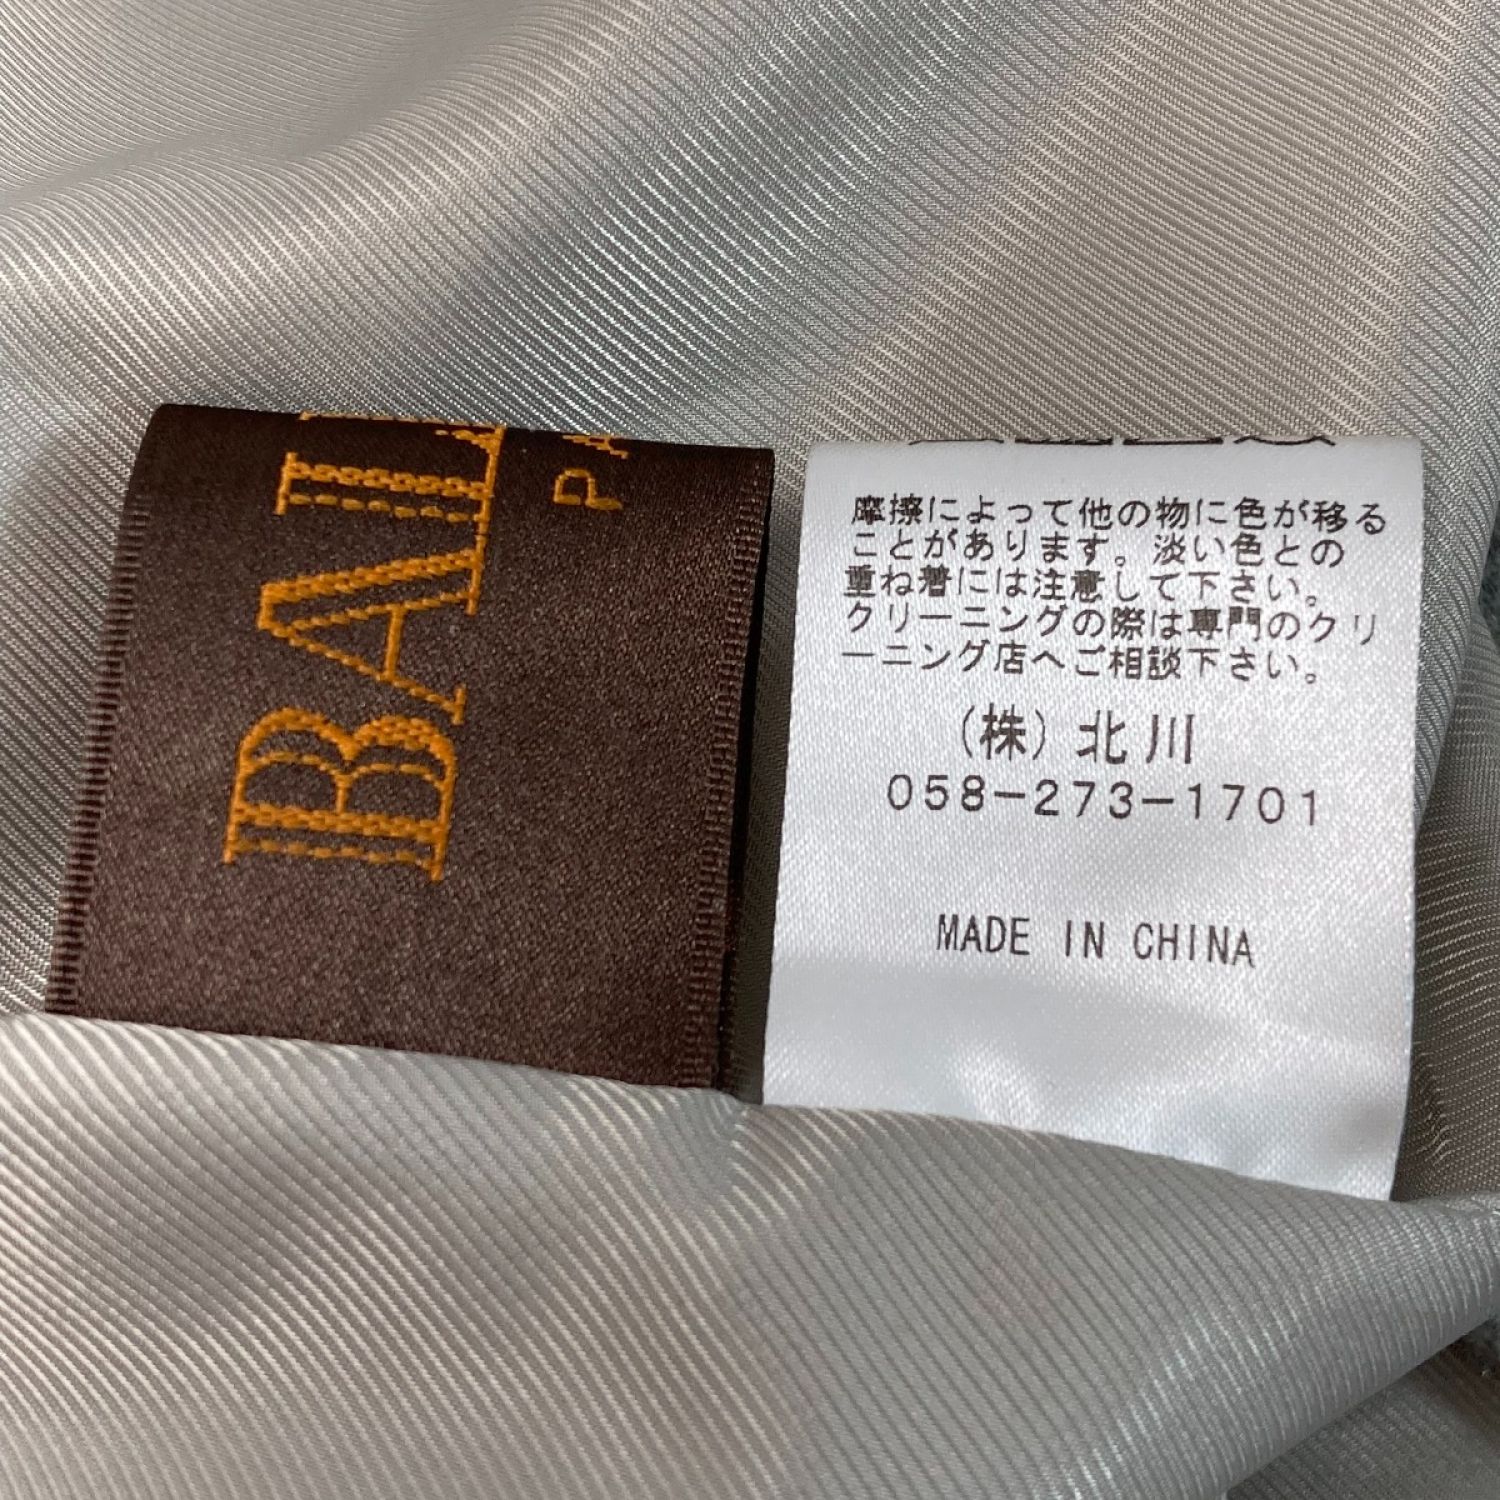 BAL
PA
摩擦によって他の物に色が移る
ことがあります。淡い色との
重ね着には注意して下さい。
クリーニングの際は専門のクリ
ーニング店へご相談下さい。
(株)北川
058-273-1701
MADE IN CHINA